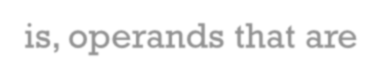 is, operands that are